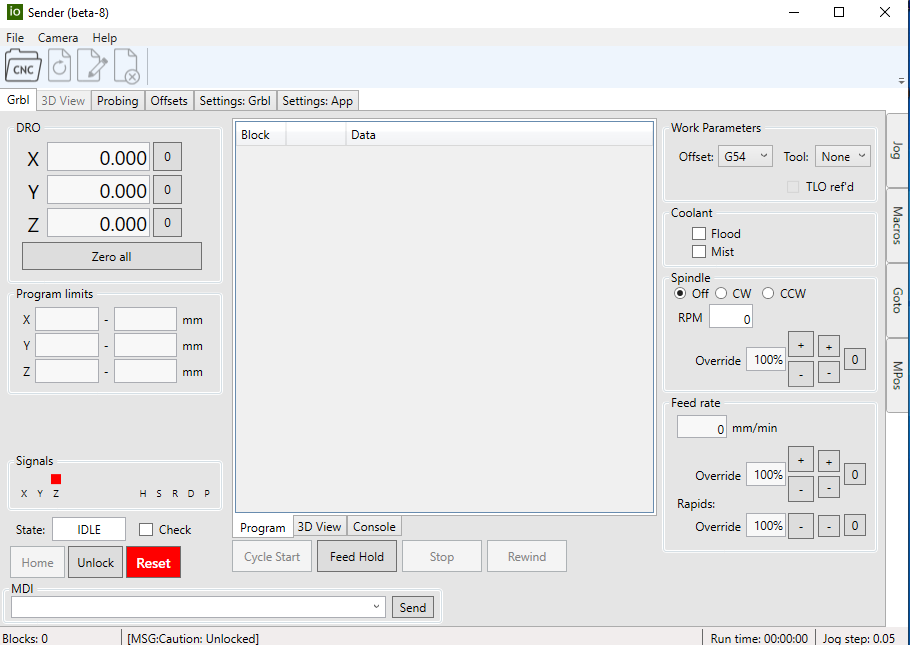 io Sender (beta-8)
File Camera Help
CNC
Grbl 3D View Probing Offsets Settings: Grbl Settings: App
DRO
X 0.000 0
Y 0.000 0
Z 0.000 0
Zero all
Program limits
X - mm
Y - mm
Z - mm
Signals
X Y Z H S R D P
State: IDLE Check
Home Unlock Reset
MDI
Send
Block Data
Program 3D View Console
Cycle Start Feed Hold Stop Rewind
Work Parameters
Offset: G54 Tool: None
TLO ref'd
Coolant
Flood
Mist
Spindle
Off CW CCW
RPM 0
Override 100% + + 0
- -
Feed rate
0 mm/min
Override 100% + + 0
- -
Rapids:
Override 100% - - 0
Jog
Macros
Goto
MPos
Blocks: 0 [MSG:Caution: Unlocked] Run time: 00:00:00 Jog step: 0.05